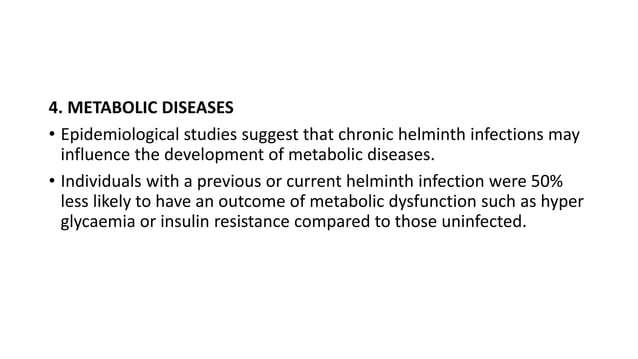 4. METABOLIC DISEASES
• Epidemiological studies suggest that chronic helminth infections may
influence the development of metabolic diseases.
• Individuals with a previous or current helminth infection were 50%
less likely to have an outcome of metabolic dysfunction such as hyper
glycaemia or insulin resistance compared to those uninfected.